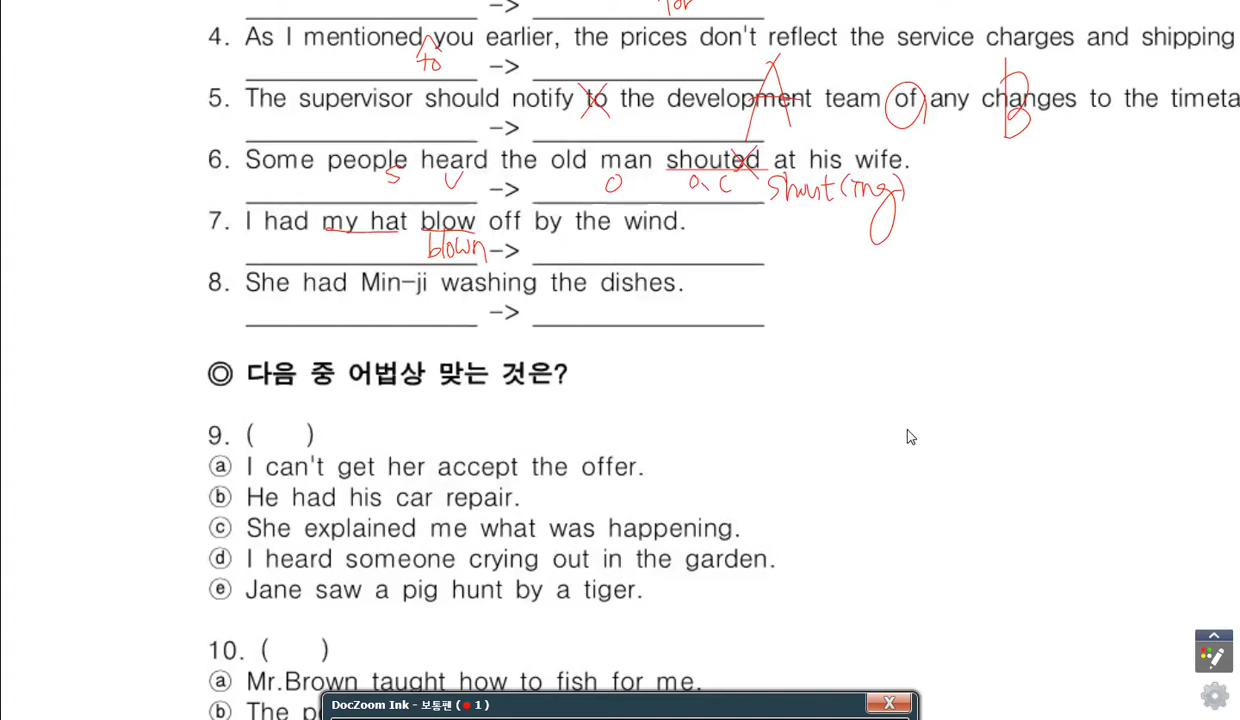 -> for
4. As I mentioned you earlier, the prices don't reflect the service charges and shipping
to ->
5. The supervisor should notify to the development team of any changes to the timeta
-> A B
6. Some people heard the old man shouted at his wife.
S V -> O O.C shout(ing)
7. I had my hat blow off by the wind.
blown ->
8. She had Min-ji washing the dishes.
->
◎ 다음 중 어법상 맞는 것은?
9. ( )
ⓐ I can't get her accept the offer.
ⓑ He had his car repair.
ⓒ She explained me what was happening.
ⓓ I heard someone crying out in the garden.
ⓔ Jane saw a pig hunt by a tiger.
10. ( )
ⓐ Mr.Brown taught how to fish for me.
ⓑ The
DocZoom Ink - 보통펜 ( 1 )